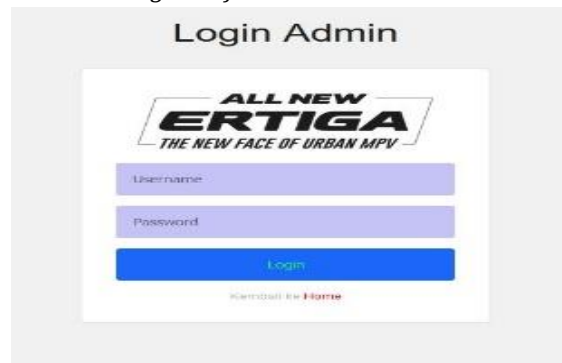 Login Admin
ALL NEW
ERTIGA
THE NEW FACE OF URBAN MPV
Username
Password
Login
Kembali ke Home